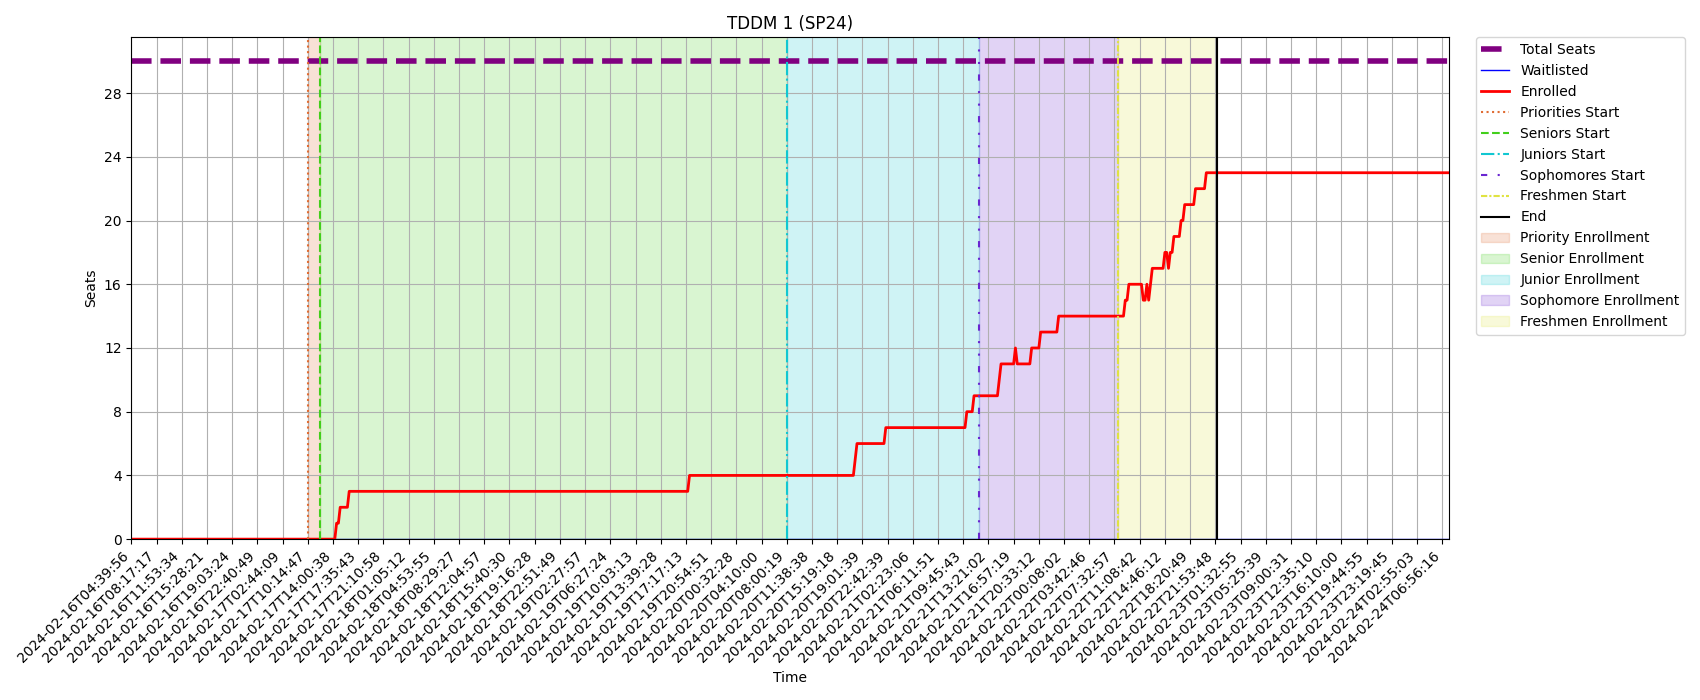 TDDM 1 (SP24)
Seats
28
24
20
16
12
8
4
0
2024-02-16T04:39:56
2024-02-16T08:17:17
2024-02-16T11:53:34
2024-02-16T15:28:21
2024-02-16T19:03:24
2024-02-16T22:40:49
2024-02-17T02:44:09
2024-02-17T10:14:47
2024-02-17T14:00:38
2024-02-17T17:35:43
2024-02-17T21:10:58
2024-02-18T01:05:12
2024-02-18T04:53:55
2024-02-18T08:29:27
2024-02-18T12:04:57
2024-02-18T15:40:30
2024-02-18T19:16:28
2024-02-18T22:51:49
2024-02-19T02:27:57
2024-02-19T06:27:24
2024-02-19T10:03:13
2024-02-19T13:39:28
2024-02-19T17:17:13
2024-02-19T20:54:51
2024-02-20T00:32:28
2024-02-20T04:10:00
2024-02-20T08:00:19
2024-02-20T11:38:38
2024-02-20T15:19:18
2024-02-20T19:01:39
2024-02-20T22:42:39
2024-02-21T02:23:06
2024-02-21T06:11:51
2024-02-21T09:45:43
2024-02-21T13:21:02
2024-02-21T16:57:19
2024-02-21T20:33:12
2024-02-22T00:08:02
2024-02-22T03:42:46
2024-02-22T07:32:57
2024-02-22T11:08:42
2024-02-22T14:46:12
2024-02-22T18:20:49
2024-02-22T21:53:48
2024-02-23T01:32:55
2024-02-23T05:25:39
2024-02-23T09:00:31
2024-02-23T12:35:10
2024-02-23T16:10:00
2024-02-23T19:44:55
2024-02-23T23:19:45
2024-02-24T02:55:03
2024-02-24T06:56:16
Time
Total Seats
Waitlisted
Enrolled
Priorities Start
Seniors Start
Juniors Start
Sophomores Start
Freshmen Start
End
Priority Enrollment
Senior Enrollment
Junior Enrollment
Sophomore Enrollment
Freshmen Enrollment